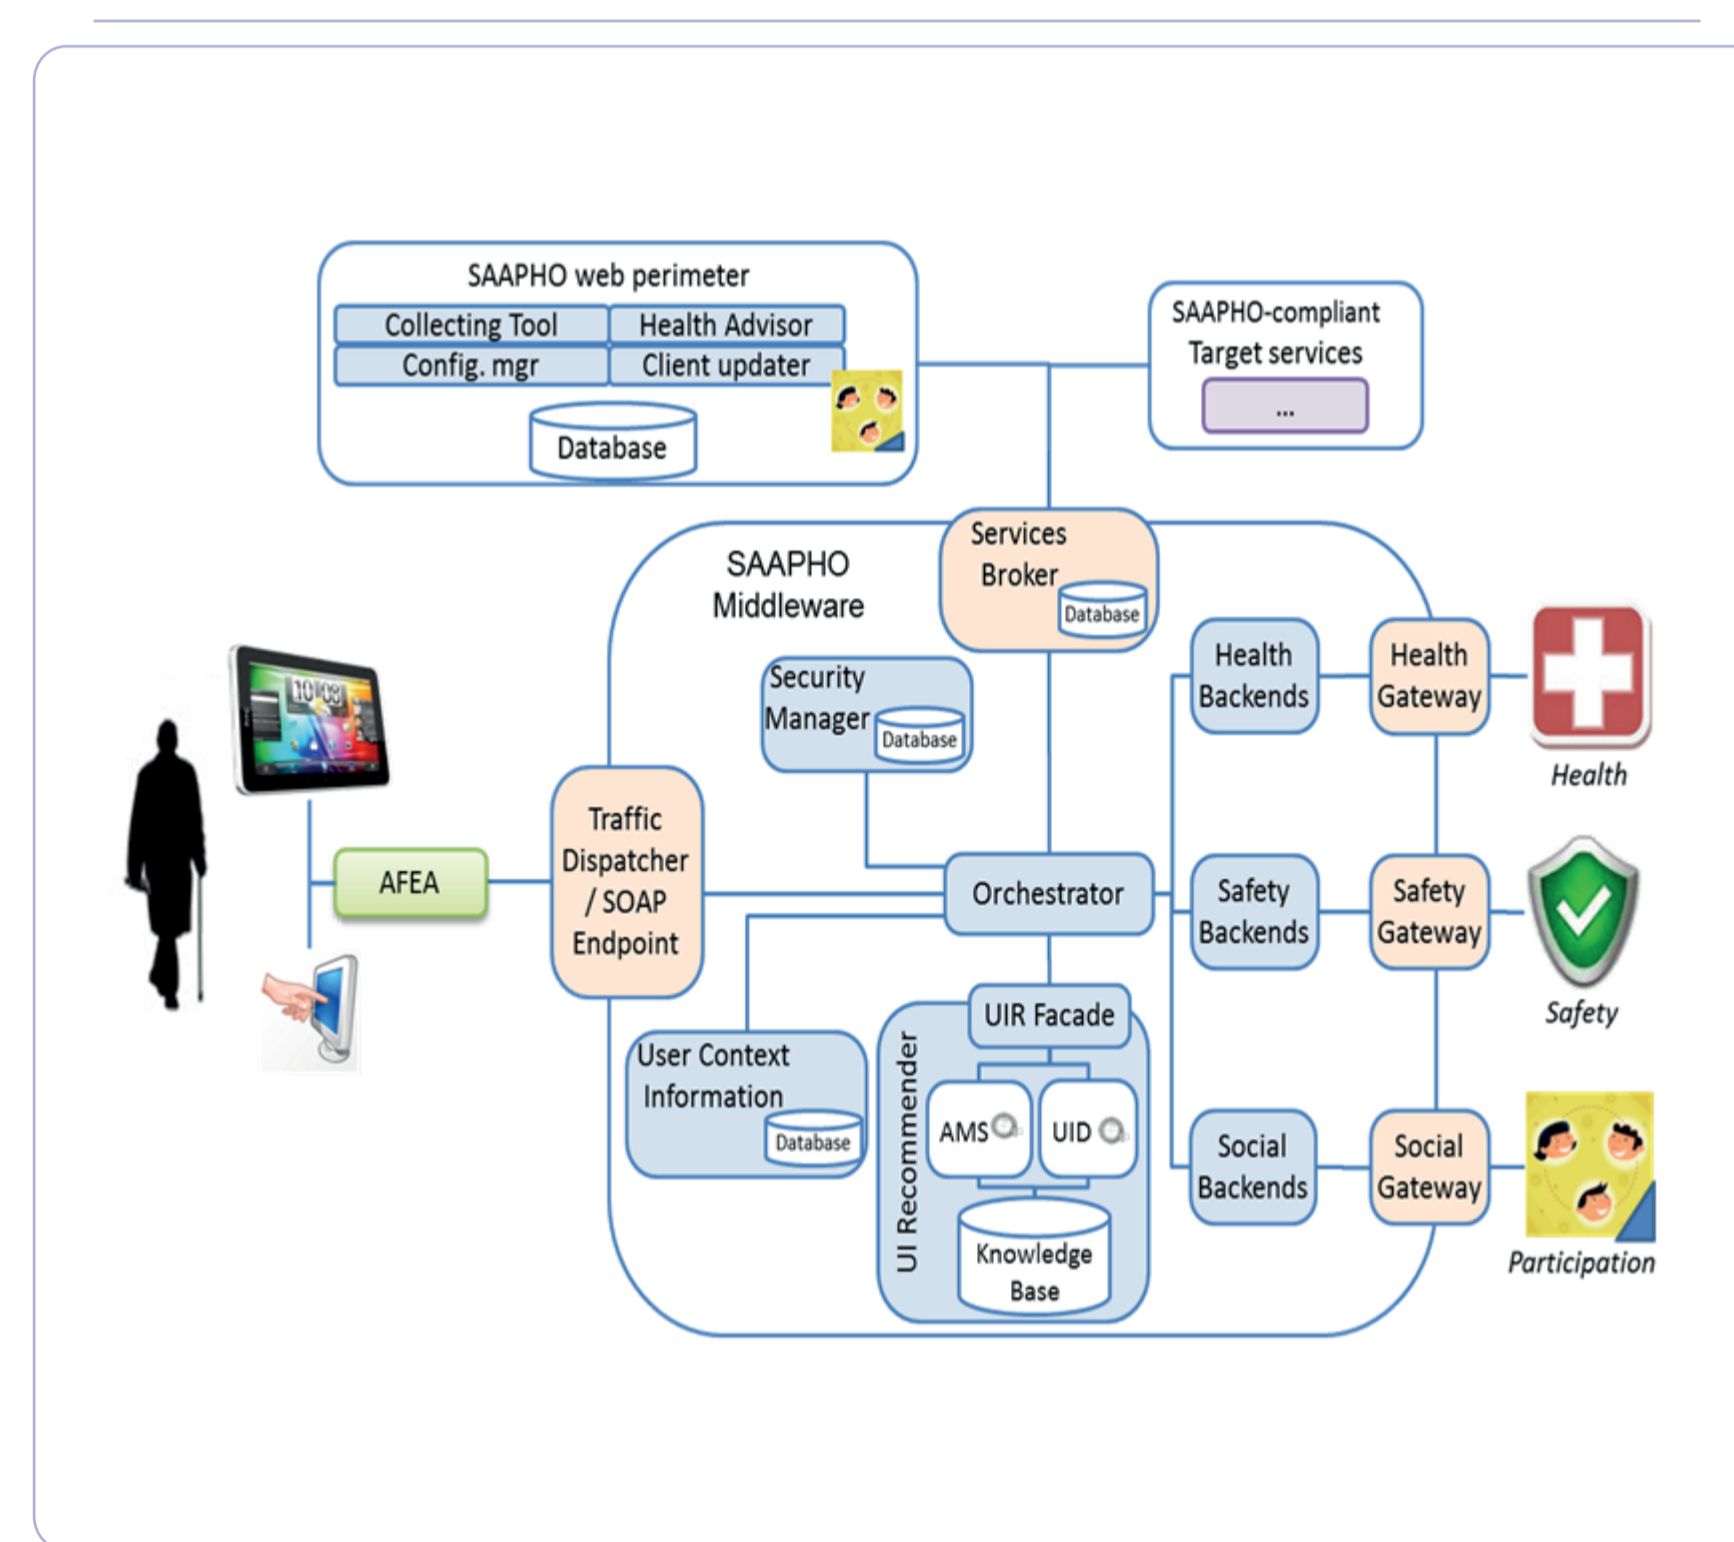 SAAPHO web perimeter
Collecting Tool
Health Advisor
Config. mgr
Client updater
Database
SAAPHO-compliant
Target services
...
SAAPHO
Middleware
Services
Broker
Database
Security
Manager
Database
Health
Backends
Health
Gateway
Health
10 08
AFEA
Traffic
Dispatcher
/ SOAP
Endpoint
Orchestrator
Safety
Backends
Safety
Gateway
Safety
User Context
Information
Database
UI Recommender
UIR Facade
AMS
UID
Knowledge
Base
Social
Backends
Social
Gateway
Participation